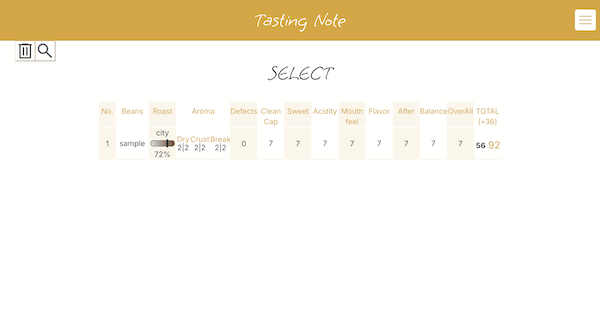 Tasting Note
SELECT
No. Beans Roast Aroma Defects Clean Cap Sweet Acidity Mouth feel Flavor After Balance OverAll TOTAL (+36)
1 sample city 72% Dry 2|2 Crust 2|2 Break 2|2 0 7 7 7 7 7 7 7 7 56 92